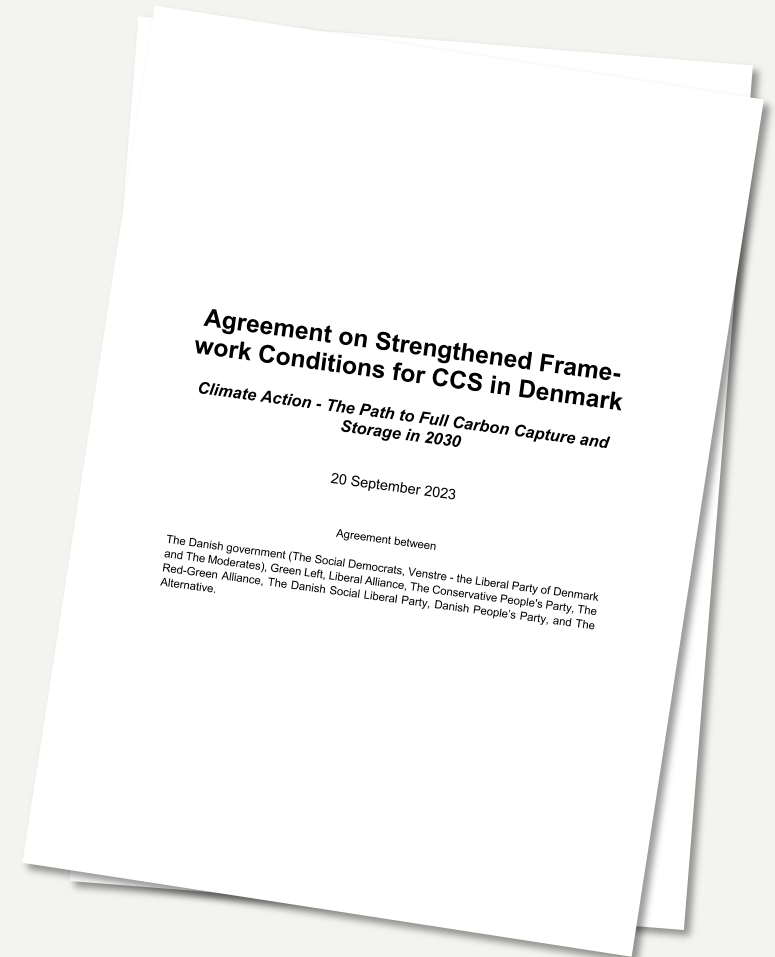 Agreement on Strengthened Frame-
work Conditions for CCS in Denmark
Climate Action - The Path to Full Carbon Capture and
Storage in 2030
20 September 2023
Agreement between
The Danish government (The Social Democrats, Venstre - the Liberal Party of Denmark
and The Moderates), Green Left, Liberal Alliance, The Conservative People's Party, The
Red-Green Alliance, The Danish Social Liberal Party, Danish People’s Party, and The
Alternative.